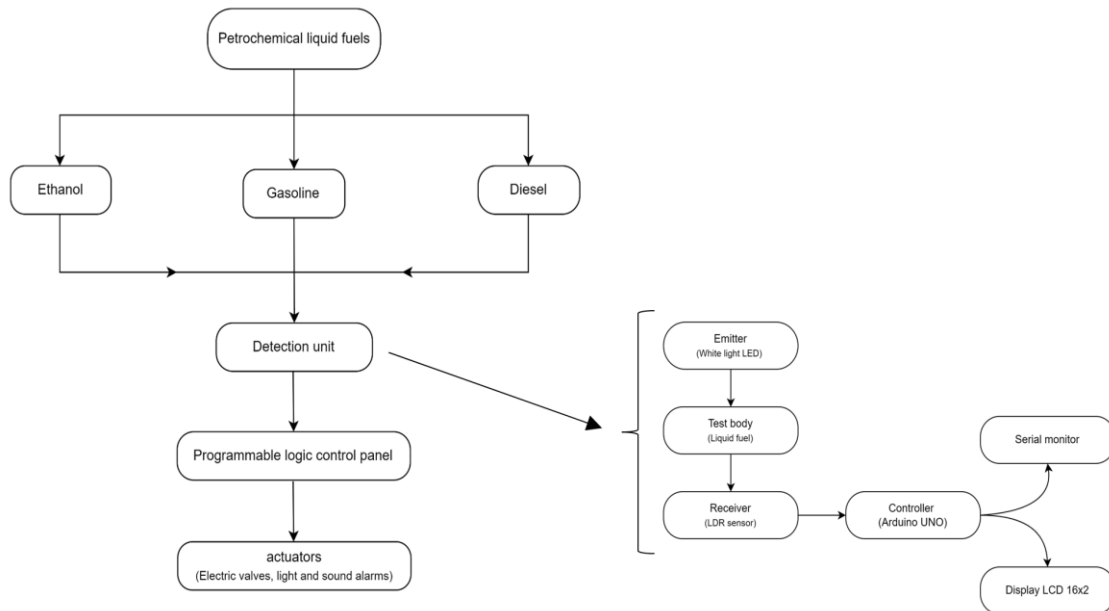 Petrochemical liquid fuels
Ethanol
Gasoline
Diesel
Detection unit
Programmable logic control panel
actuators
(Electric valves, light and sound alarms)
Emitter
(White light LED)
Test body
(Liquid fuel)
Receiver
(LDR sensor)
Controller
(Arduino UNO)
Serial monitor
Display LCD 16x2